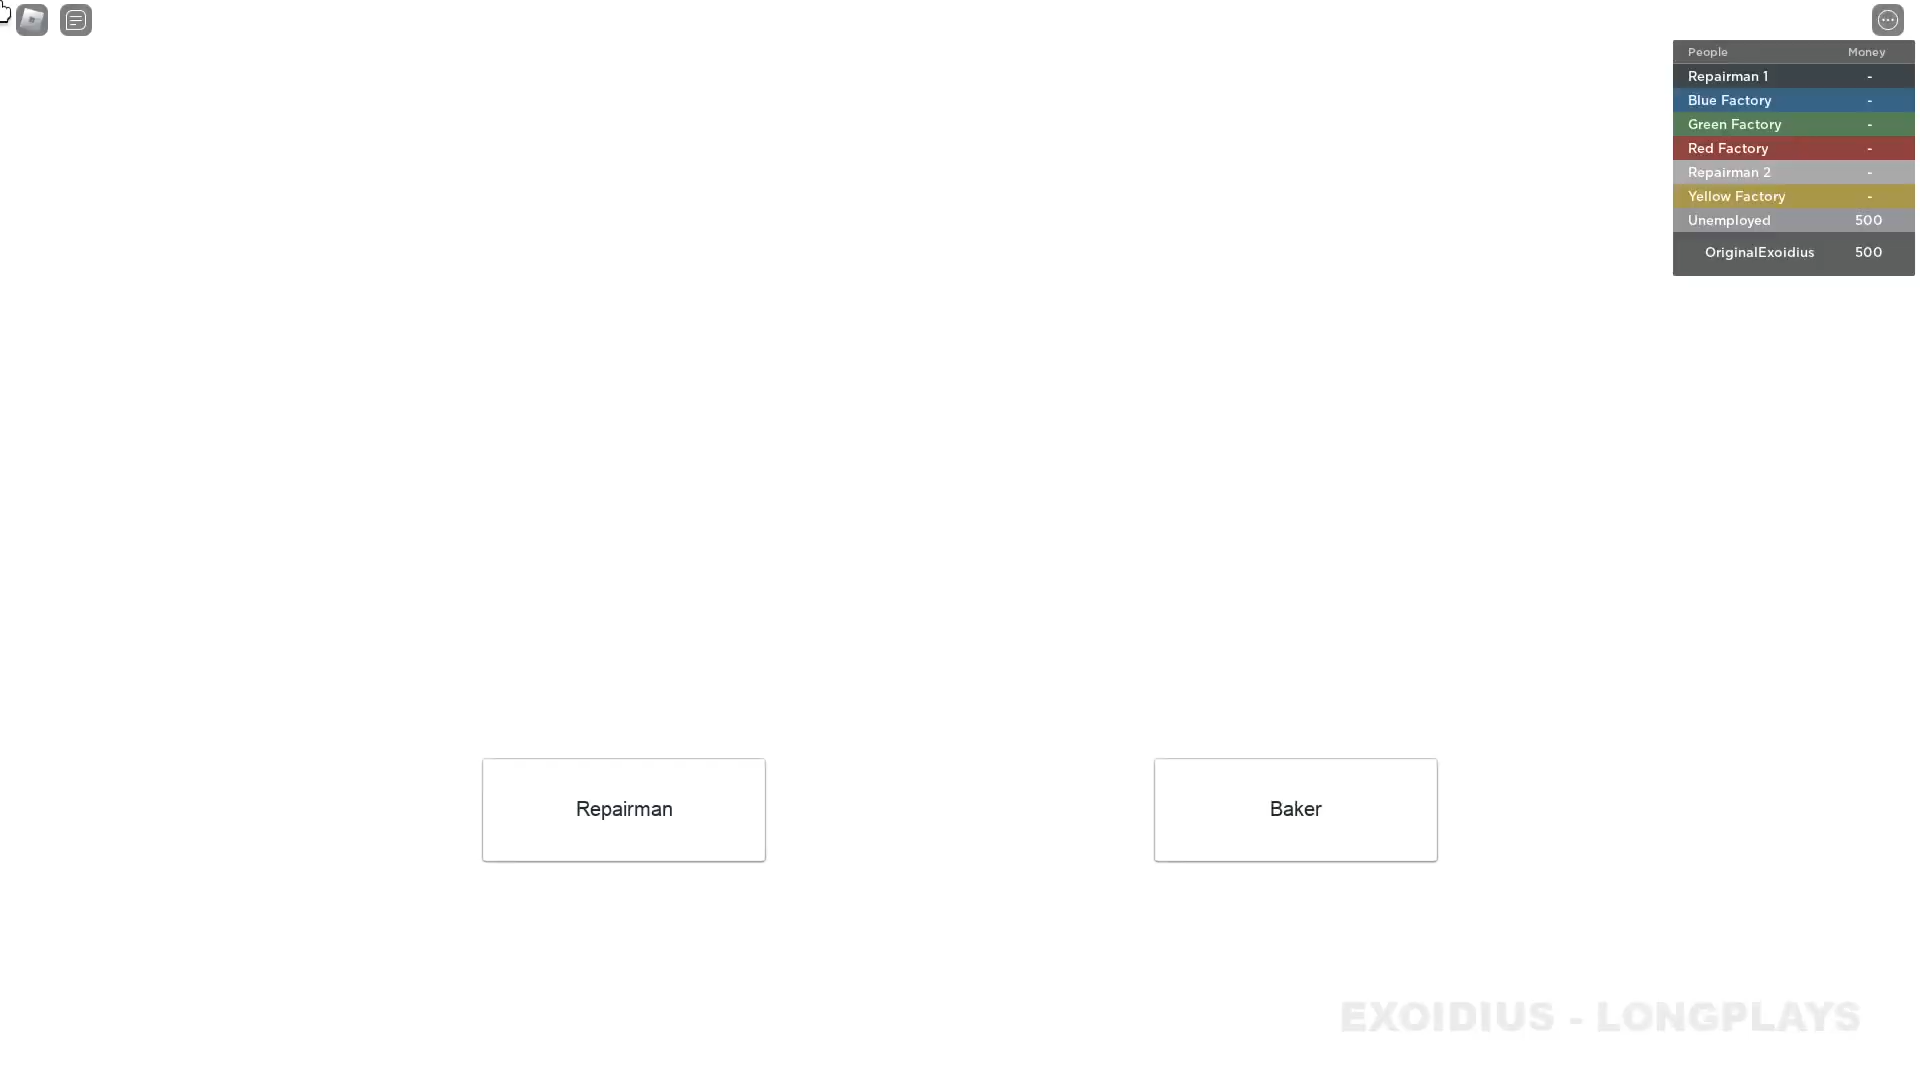 People Money
Repairman 1 -
Blue Factory -
Green Factory -
Red Factory -
Repairman 2 -
Yellow Factory -
Unemployed 500
OriginalExoidius 500
Repairman
Baker
EXOIDIUS - LONGPLAYS